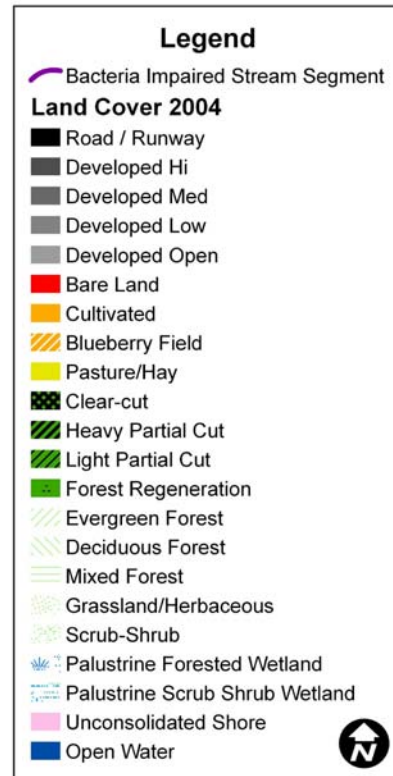 Legend
Bacteria Impaired Stream Segment
Land Cover 2004
Road / Runway
Developed Hi
Developed Med
Developed Low
Developed Open
Bare Land
Cultivated
Blueberry Field
Pasture/Hay
Clear-cut
Heavy Partial Cut
Light Partial Cut
Forest Regeneration
Evergreen Forest
Deciduous Forest
Mixed Forest
Grassland/Herbaceous
Scrub-Shrub
Palustrine Forested Wetland
Palustrine Scrub Shrub Wetland
Unconsolidated Shore
Open Water
N